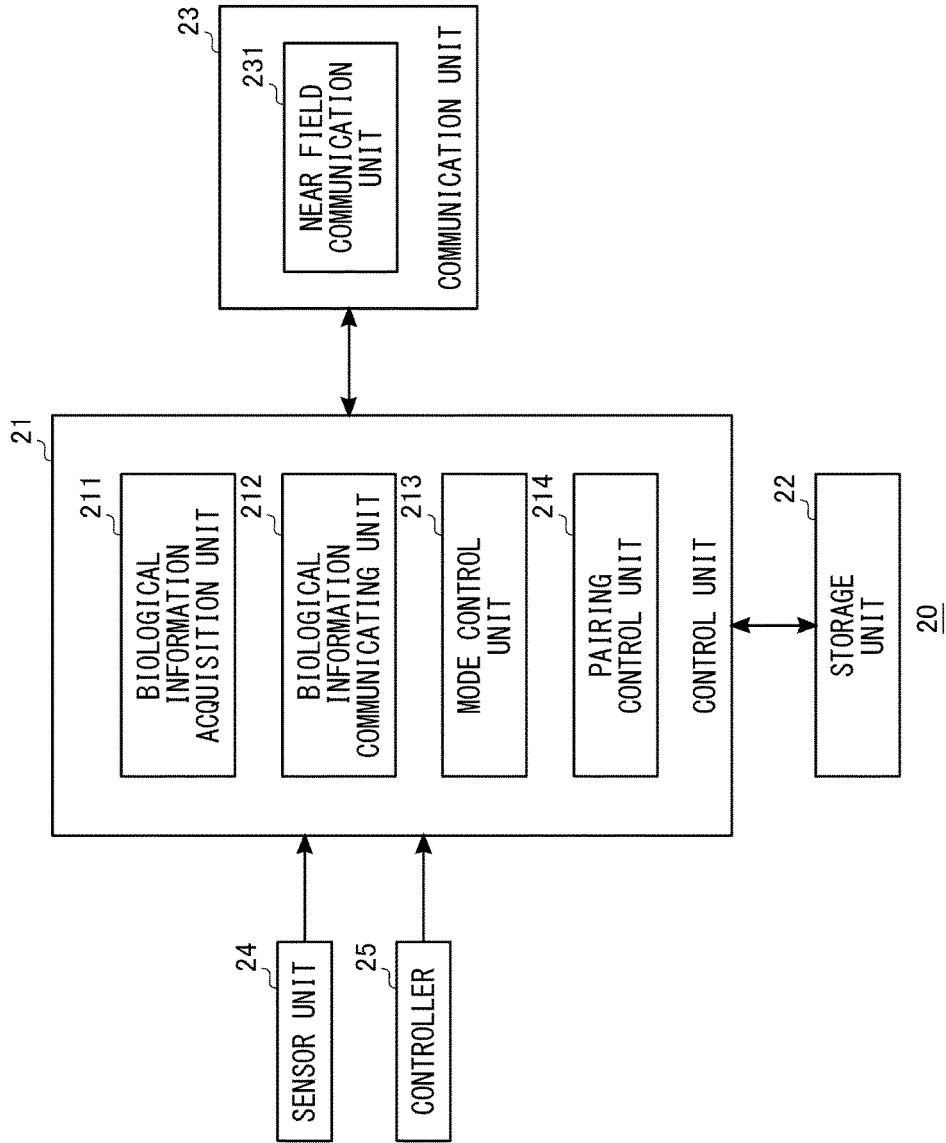 24
SENSOR UNIT
25
CONTROLLER
21
211
BIOLOGICAL
INFORMATION
ACQUISITION UNIT
212
BIOLOGICAL
INFORMATION
COMMUNICATING UNIT
213
MODE CONTROL
UNIT
214
PAIRING
CONTROL UNIT
CONTROL UNIT
22
STORAGE
UNIT
23
231
NEAR FIELD
COMMUNICATION
UNIT
COMMUNICATION UNIT
20